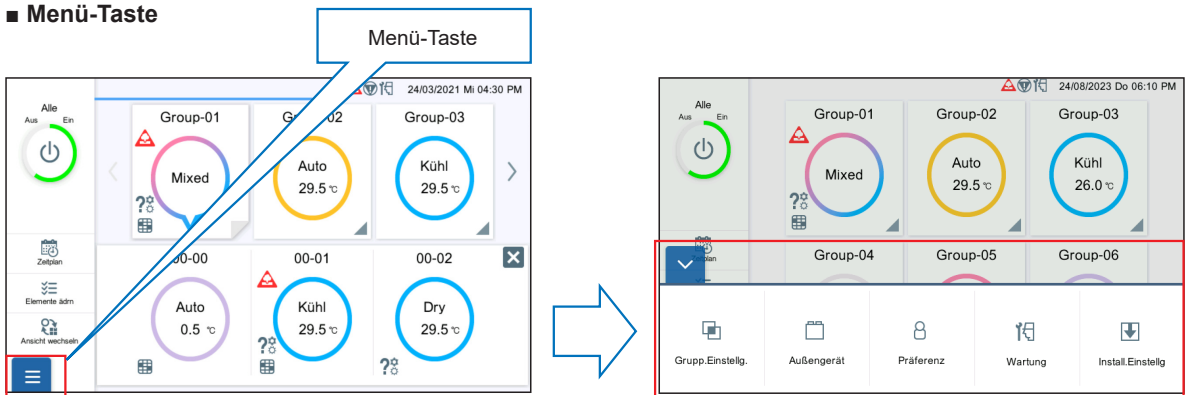 ■ Menü-Taste
Menü-Taste
24/03/2021 Mi 04:30 PM
Alle
Aus Ein
Group-01
Mixed
Group-02
Auto
29.5 ℃
Group-03
Kühl
29.5 ℃
Zeitplan
Elemente ädrn
Ansicht wechseln
00-00
Auto
0.5 ℃
00-01
Kühl
29.5 ℃
00-02
Dry
29.5 ℃
24/08/2023 Do 06:10 PM
Alle
Aus Ein
Group-01
Mixed
Group-02
Auto
29.5 ℃
Group-03
Kühl
26.0 ℃
Zeitplan
Group-04
Group-05
Group-06
Grupp.Einstellg.
Außengerät
Präferenz
Wartung
Install.Einstellg